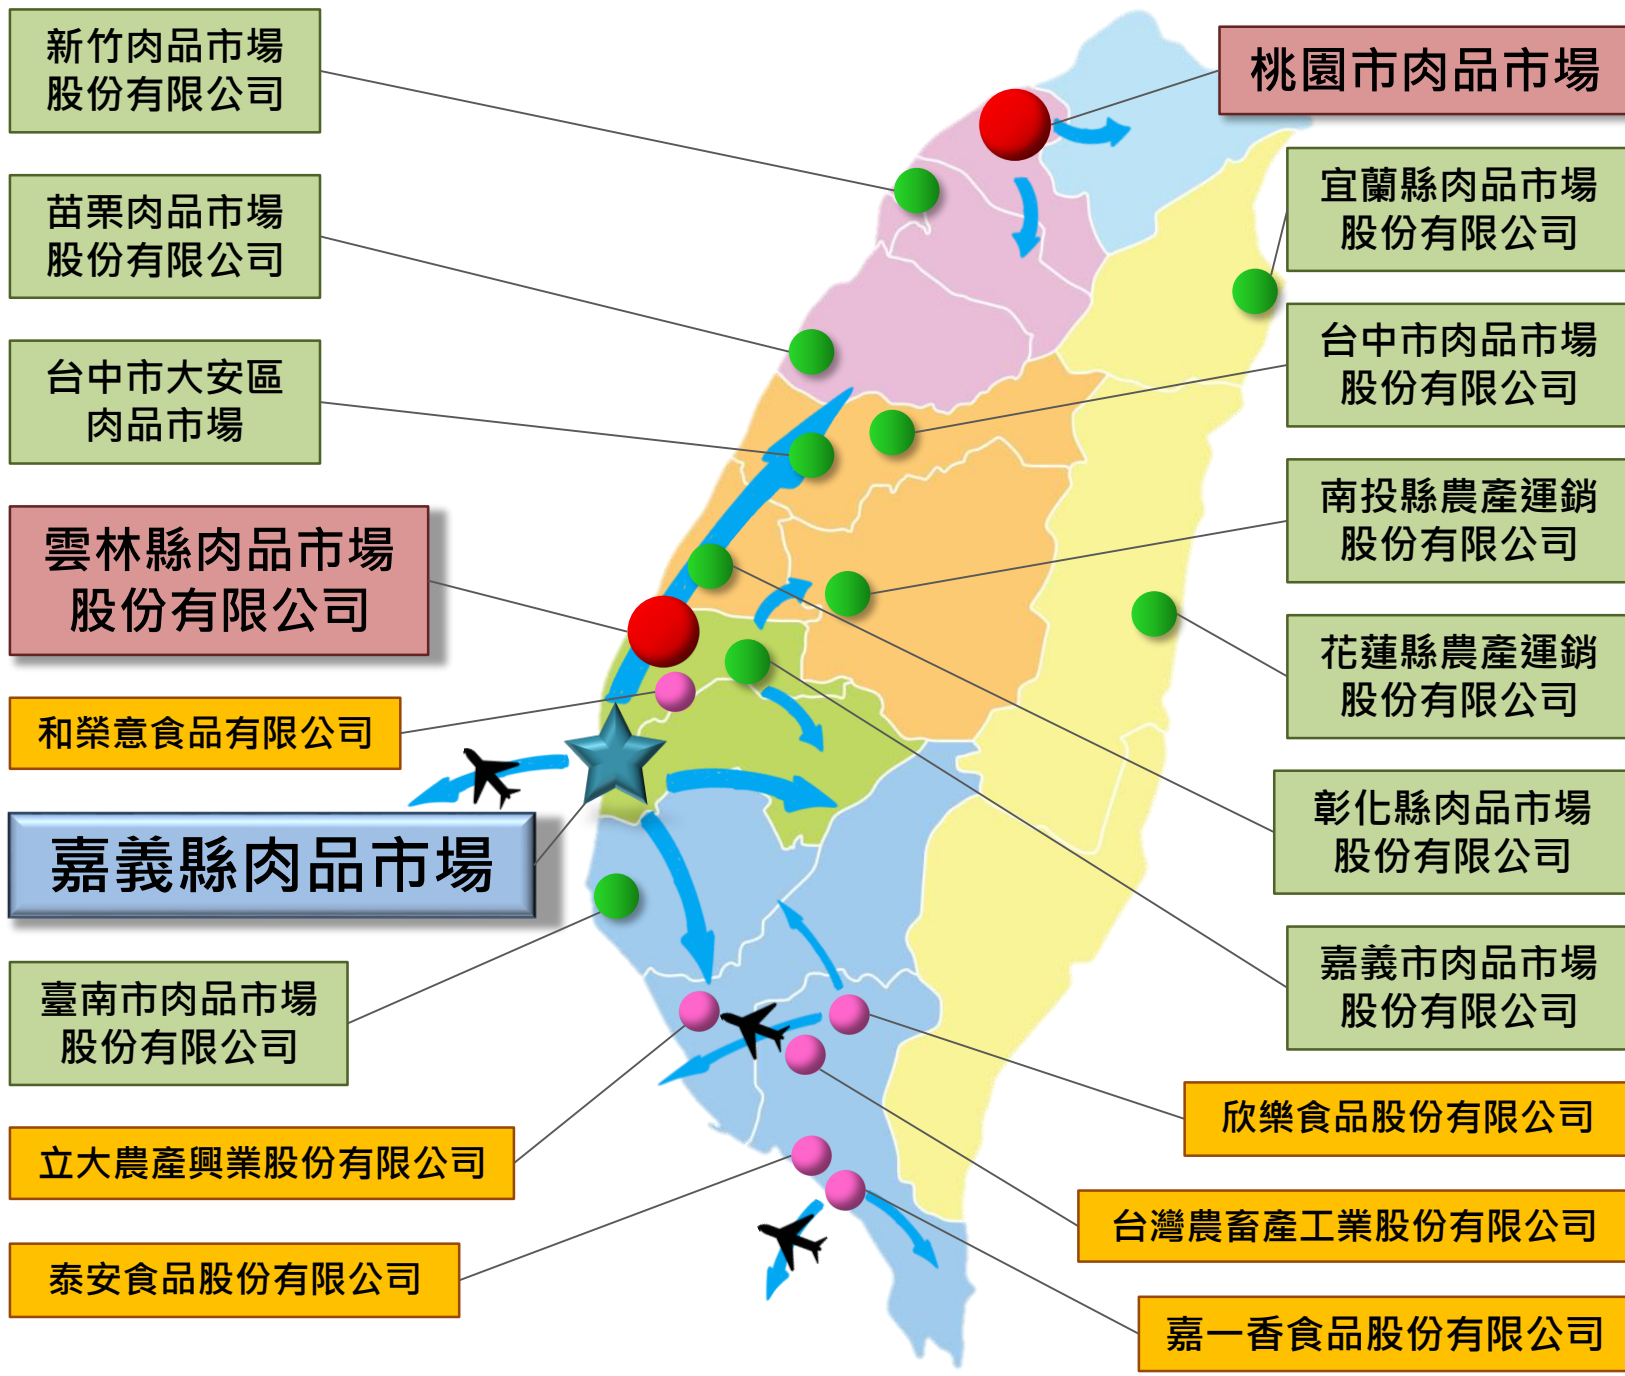 新竹肉品市場
股份有限公司
苗栗肉品市場
股份有限公司
台中市大安區
肉品市場
雲林縣肉品市場
股份有限公司
和榮意食品有限公司
嘉義縣肉品市場
臺南市肉品市場
股份有限公司
立大農產興業股份有限公司
泰安食品股份有限公司
桃園市肉品市場
宜蘭縣肉品市場
股份有限公司
台中市肉品市場
股份有限公司
南投縣農產運銷
股份有限公司
花蓮縣農產運銷
股份有限公司
彰化縣肉品市場
股份有限公司
嘉義市肉品市場
股份有限公司
欣樂食品股份有限公司
台灣農畜產工業股份有限公司
嘉一香食品股份有限公司